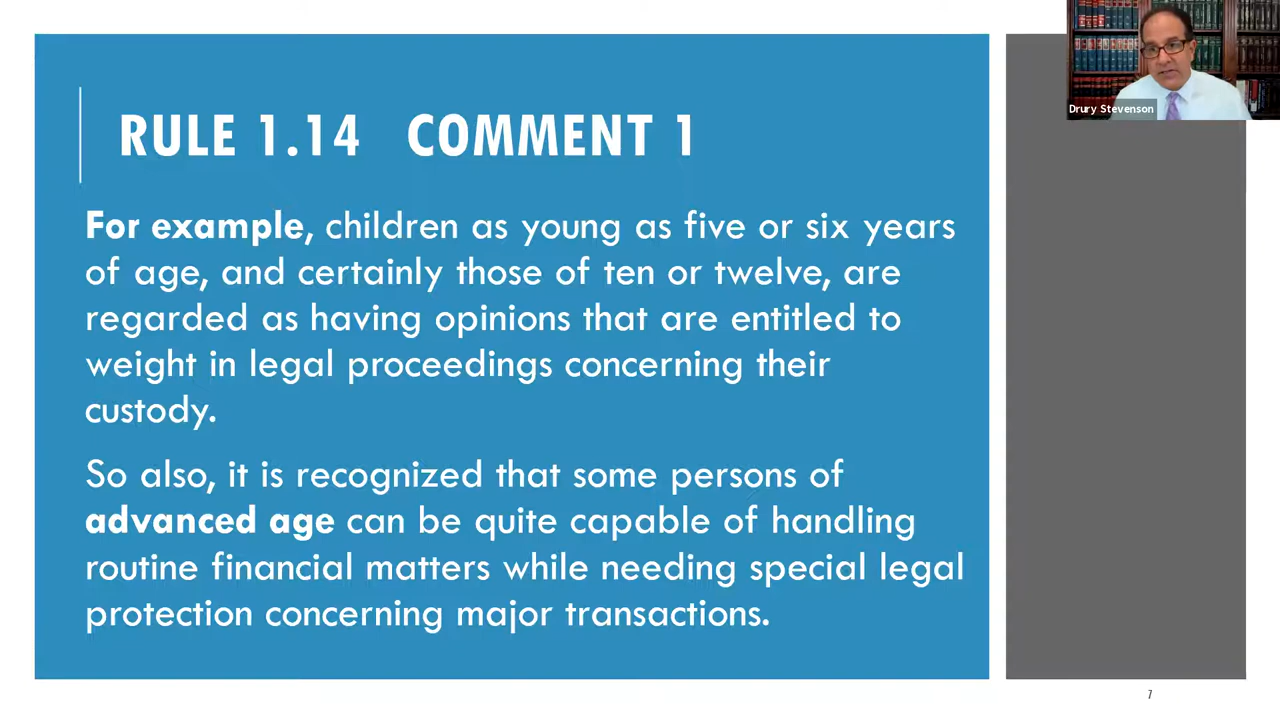 Drury Stevenson
RULE 1.14 COMMENT 1
For example, children as young as five or six years
of age, and certainly those of ten or twelve, are
regarded as having opinions that are entitled to
weight in legal proceedings concerning their
custody.
So also, it is recognized that some persons of
advanced age can be quite capable of handling
routine financial matters while needing special legal
protection concerning major transactions.
7